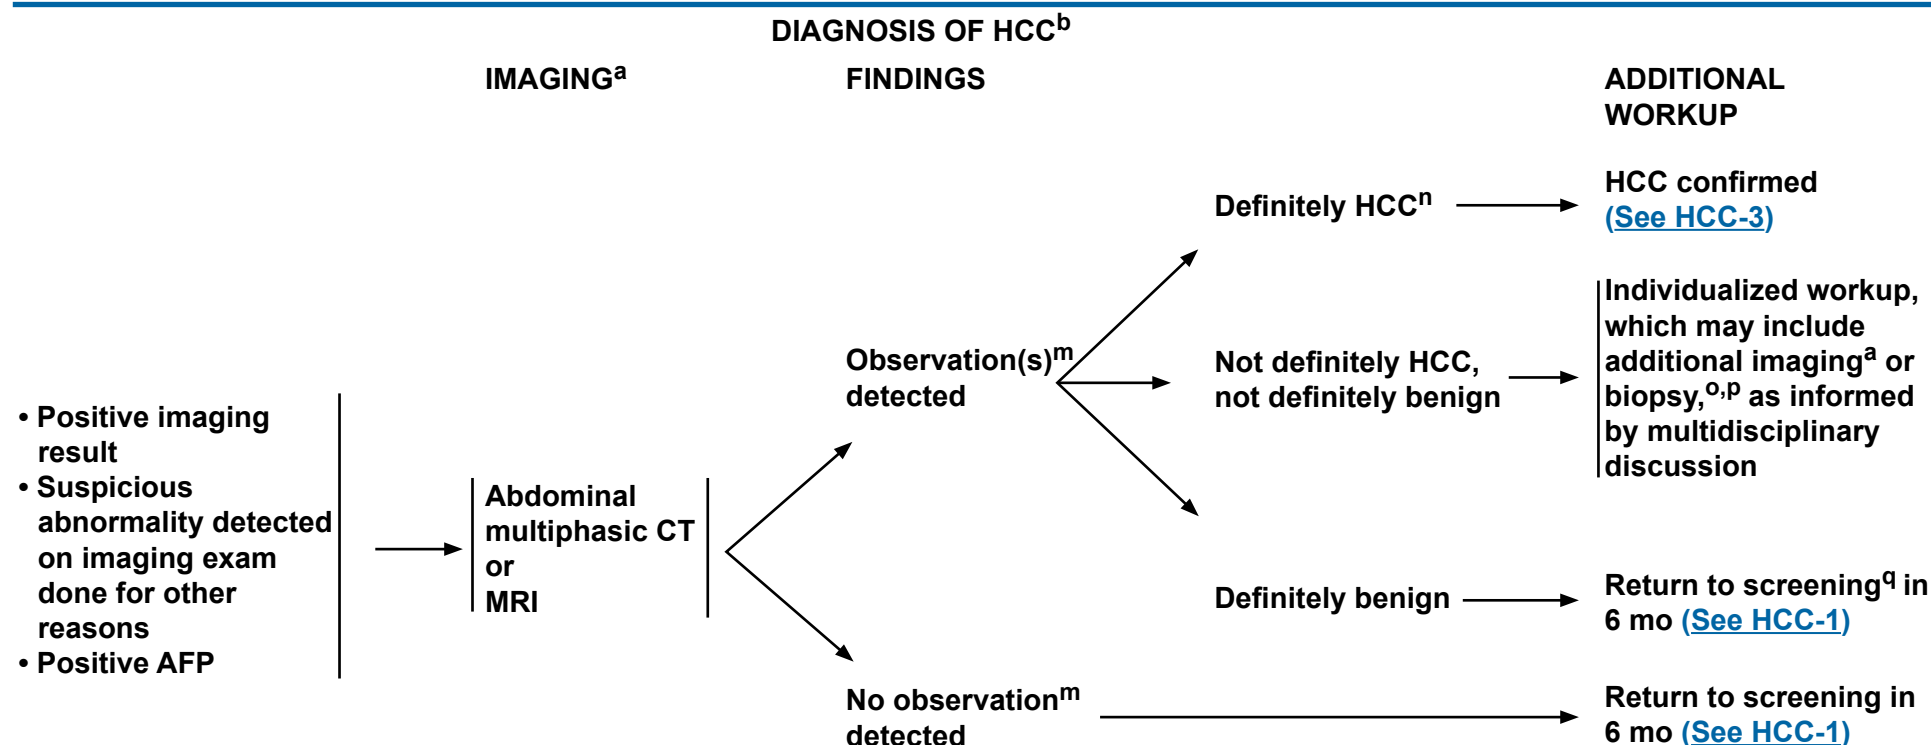 DIAGNOSIS OF HCCb
IMAGINGa
FINDINGS
ADDITIONAL
WORKUP
• Positive imaging
result
• Suspicious
abnormality detected
on imaging exam
done for other
reasons
• Positive AFP
Abdominal
multiphasic CT
or
MRI
Observation(s)m
detected
Definitely HCCn
HCC confirmed
(See HCC-3)
Not definitely HCC,
not definitely benign
Individualized workup,
which may include
additional imaginga or
biopsy,o,p as informed
by multidisciplinary
discussion
Definitely benign
Return to screeningq in
6 mo (See HCC-1)
No observationm
detected
Return to screening in
6 mo (See HCC-1)